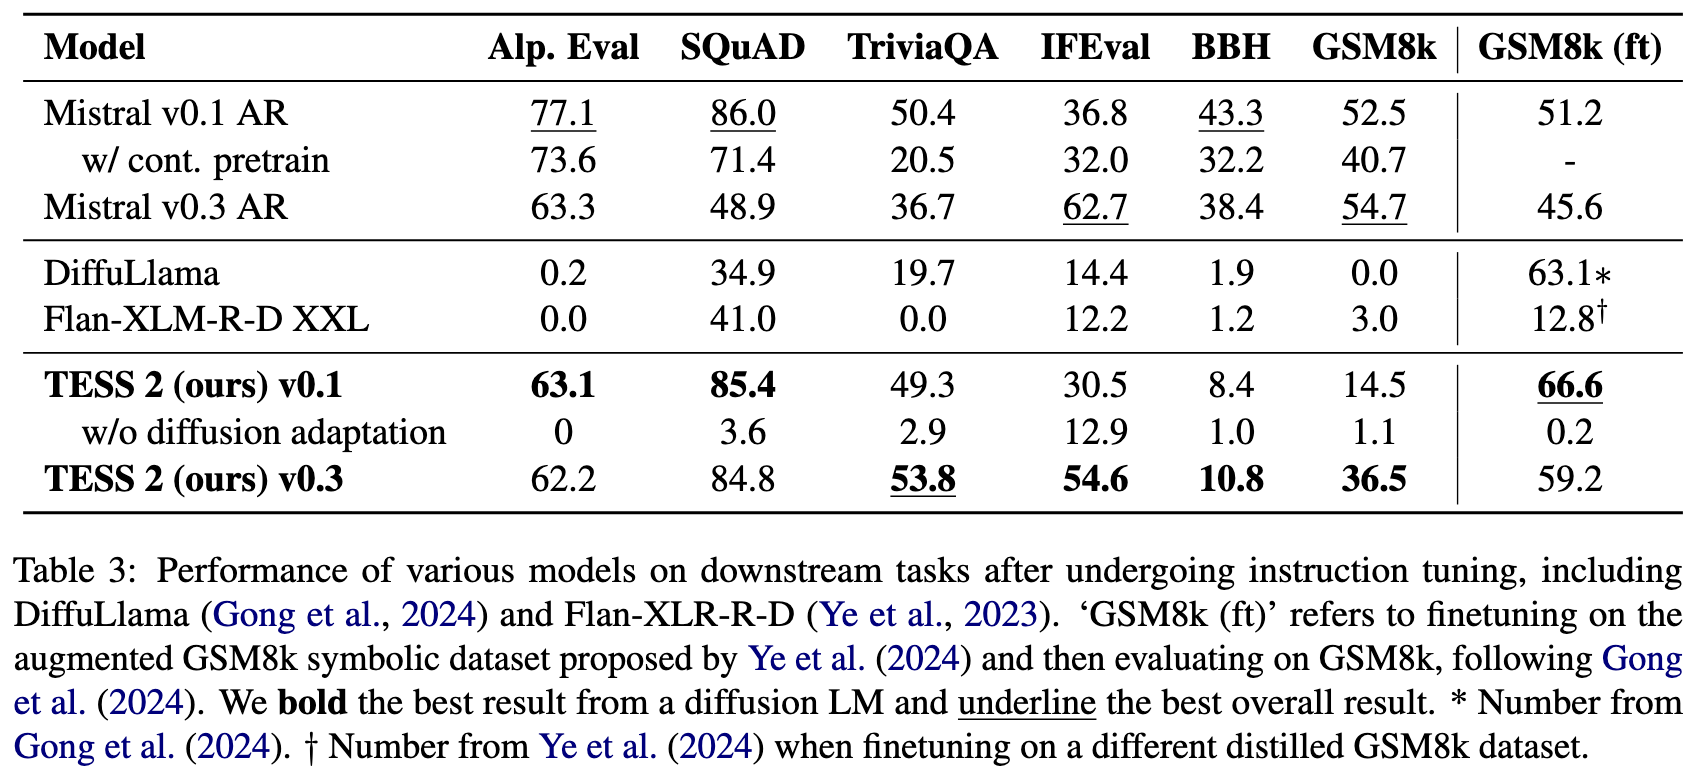 Model Alp. Eval SQuAD TriviaQA IFEval BBH GSM8k GSM8k (ft)
Mistral v0.1 AR 77.1 86.0 50.4 36.8 43.3 52.5 51.2
w/ cont. pretrain 73.6 71.4 20.5 32.0 32.2 40.7 -
Mistral v0.3 AR 63.3 48.9 36.7 62.7 38.4 54.7 45.6
DiffuLlama 0.2 34.9 19.7 14.4 1.9 0.0 63.1*
Flan-XLM-R-D XXL 0.0 41.0 0.0 12.2 1.2 3.0 12.8†
TESS 2 (ours) v0.1 63.1 85.4 49.3 30.5 8.4 14.5 66.6
w/o diffusion adaptation 0 3.6 2.9 12.9 1.0 1.1 0.2
TESS 2 (ours) v0.3 62.2 84.8 53.8 54.6 10.8 36.5 59.2
Table 3: Performance of various models on downstream tasks after undergoing instruction tuning, including
DiffuLlama (Gong et al., 2024) and Flan-XLR-R-D (Ye et al., 2023). ‘GSM8k (ft)’ refers to finetuning on the
augmented GSM8k symbolic dataset proposed by Ye et al. (2024) and then evaluating on GSM8k, following Gong
et al. (2024). We bold the best result from a diffusion LM and underline the best overall result. * Number from
Gong et al. (2024). † Number from Ye et al. (2024) when finetuning on a different distilled GSM8k dataset.